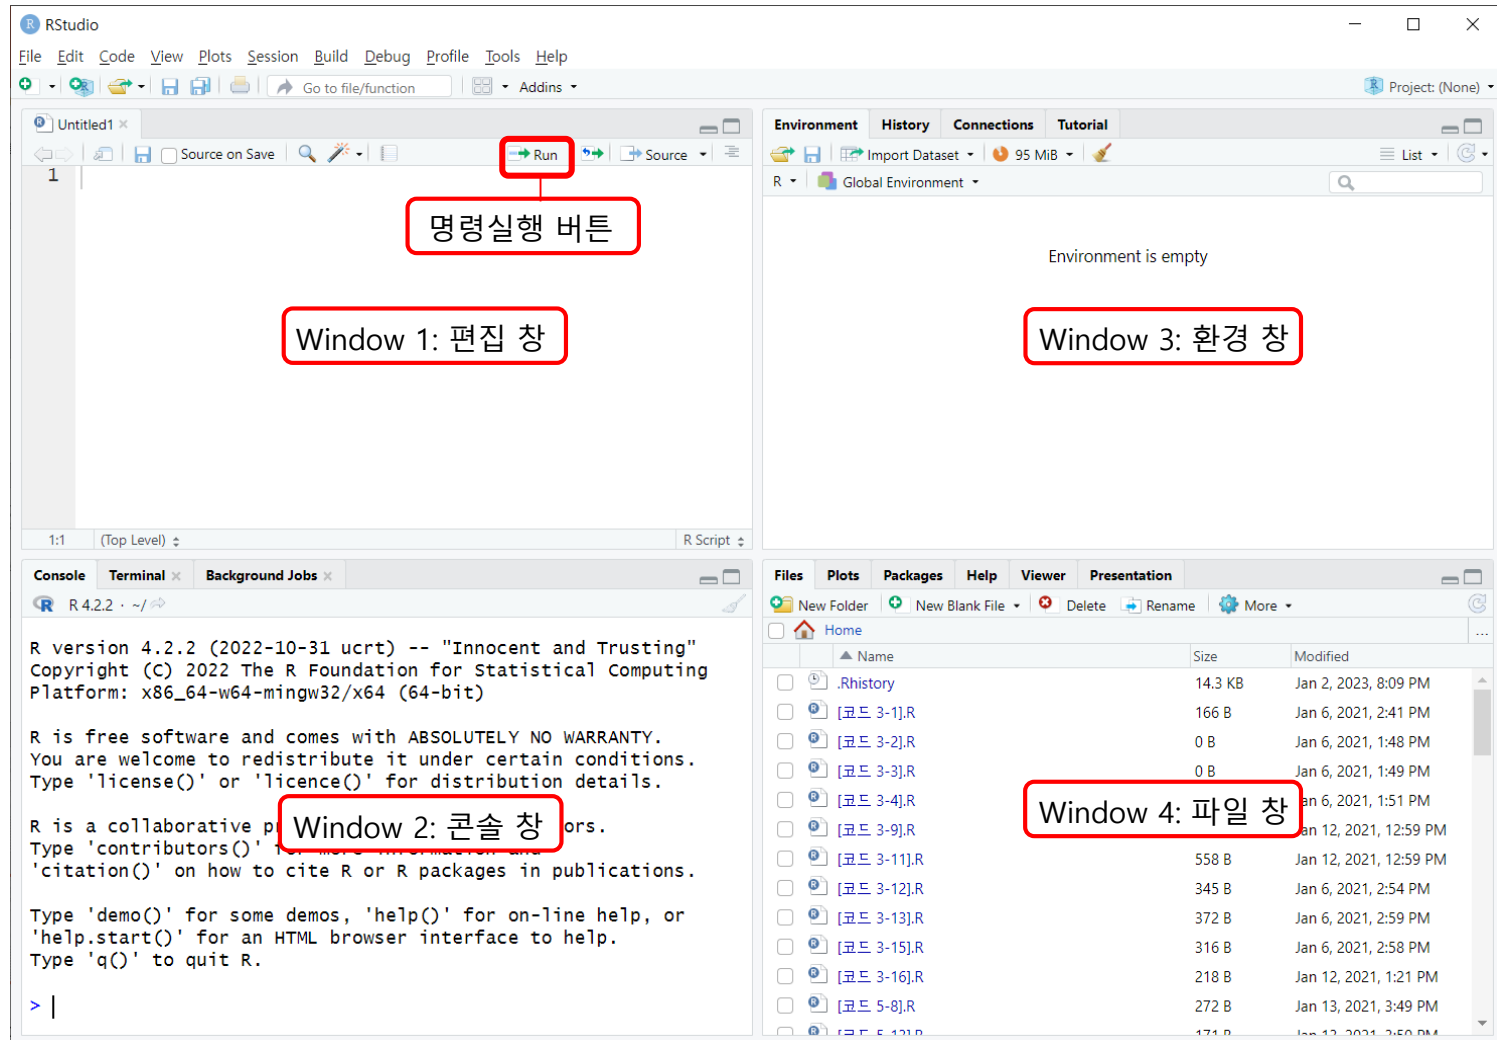 RStudio
File Edit Code View Plots Session Build Debug Profile Tools Help
Go to file/function Addins Project: (None)
Untitled1
Source on Save Run Source
1
명령실행 버튼
Window 1: 편집 창
1:1 (Top Level) R Script
Environment History Connections Tutorial
Import Dataset 95 MiB List
R Global Environment
Environment is empty
Window 3: 환경 창
Console Terminal Background Jobs
R 4.2.2 · ~/
R version 4.2.2 (2022-10-31 ucrt) -- "Innocent and Trusting"
Copyright (C) 2022 The R Foundation for Statistical Computing
Platform: x86_64-w64-mingw32/x64 (64-bit)
R is free software and comes with ABSOLUTELY NO WARRANTY.
You are welcome to redistribute it under certain conditions.
Type 'license()' or 'licence()' for distribution details.
R is a collaborative
Window 2: 콘솔 창
Type 'contributors()' for more information and
'citation()' on how to cite R or R packages in publications.
Type 'demo()' for some demos, 'help()' for on-line help, or
'help.start()' for an HTML browser interface to help.
Type 'q()' to quit R.
>
Files Plots Packages Help Viewer Presentation
New Folder New Blank File Delete Rename More
Home ...
Name Size Modified
.Rhistory 14.3 KB Jan 2, 2023, 8:09 PM
[코드 3-1].R 166 B Jan 6, 2021, 2:41 PM
[코드 3-2].R 0 B Jan 6, 2021, 1:48 PM
[코드 3-3].R 0 B Jan 6, 2021, 1:49 PM
[코드 3-4].R 6, 2021, 1:51 PM
Window 4: 파일 창
[코드 3-9].R 12, 2021, 12:59 PM
[코드 3-11].R 558 B Jan 12, 2021, 12:59 PM
[코드 3-12].R 345 B Jan 6, 2021, 2:54 PM
[코드 3-13].R 372 B Jan 6, 2021, 2:59 PM
[코드 3-15].R 316 B Jan 6, 2021, 2:58 PM
[코드 3-16].R 218 B Jan 12, 2021, 1:21 PM
[코드 5-8].R 272 B Jan 13, 2021, 3:49 PM